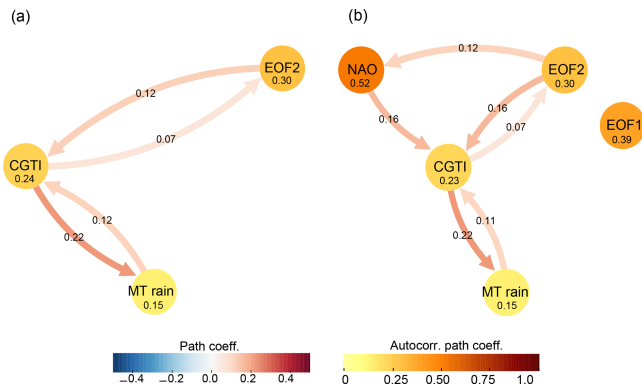 (a)
EOF2
0.30
0.12
0.07
CGTI
0.24
0.12
0.22
MT rain
0.15
(b)
NAO
0.52
0.12
EOF2
0.30
EOF1
0.39
0.16
0.16
0.07
CGTI
0.23
0.11
0.22
MT rain
0.15
Path coeff.
−0.4 −0.2 0.0 0.2 0.4
Autocorr. path coeff.
0 0.25 0.50 0.75 1.0